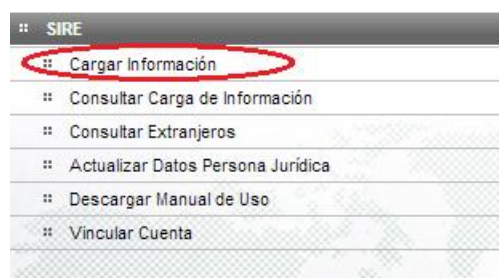 SIRE
Cargar Información
Consultar Carga de Información
Consultar Extranjeros
Actualizar Datos Persona Jurídica
Descargar Manual de Uso
Vincular Cuenta